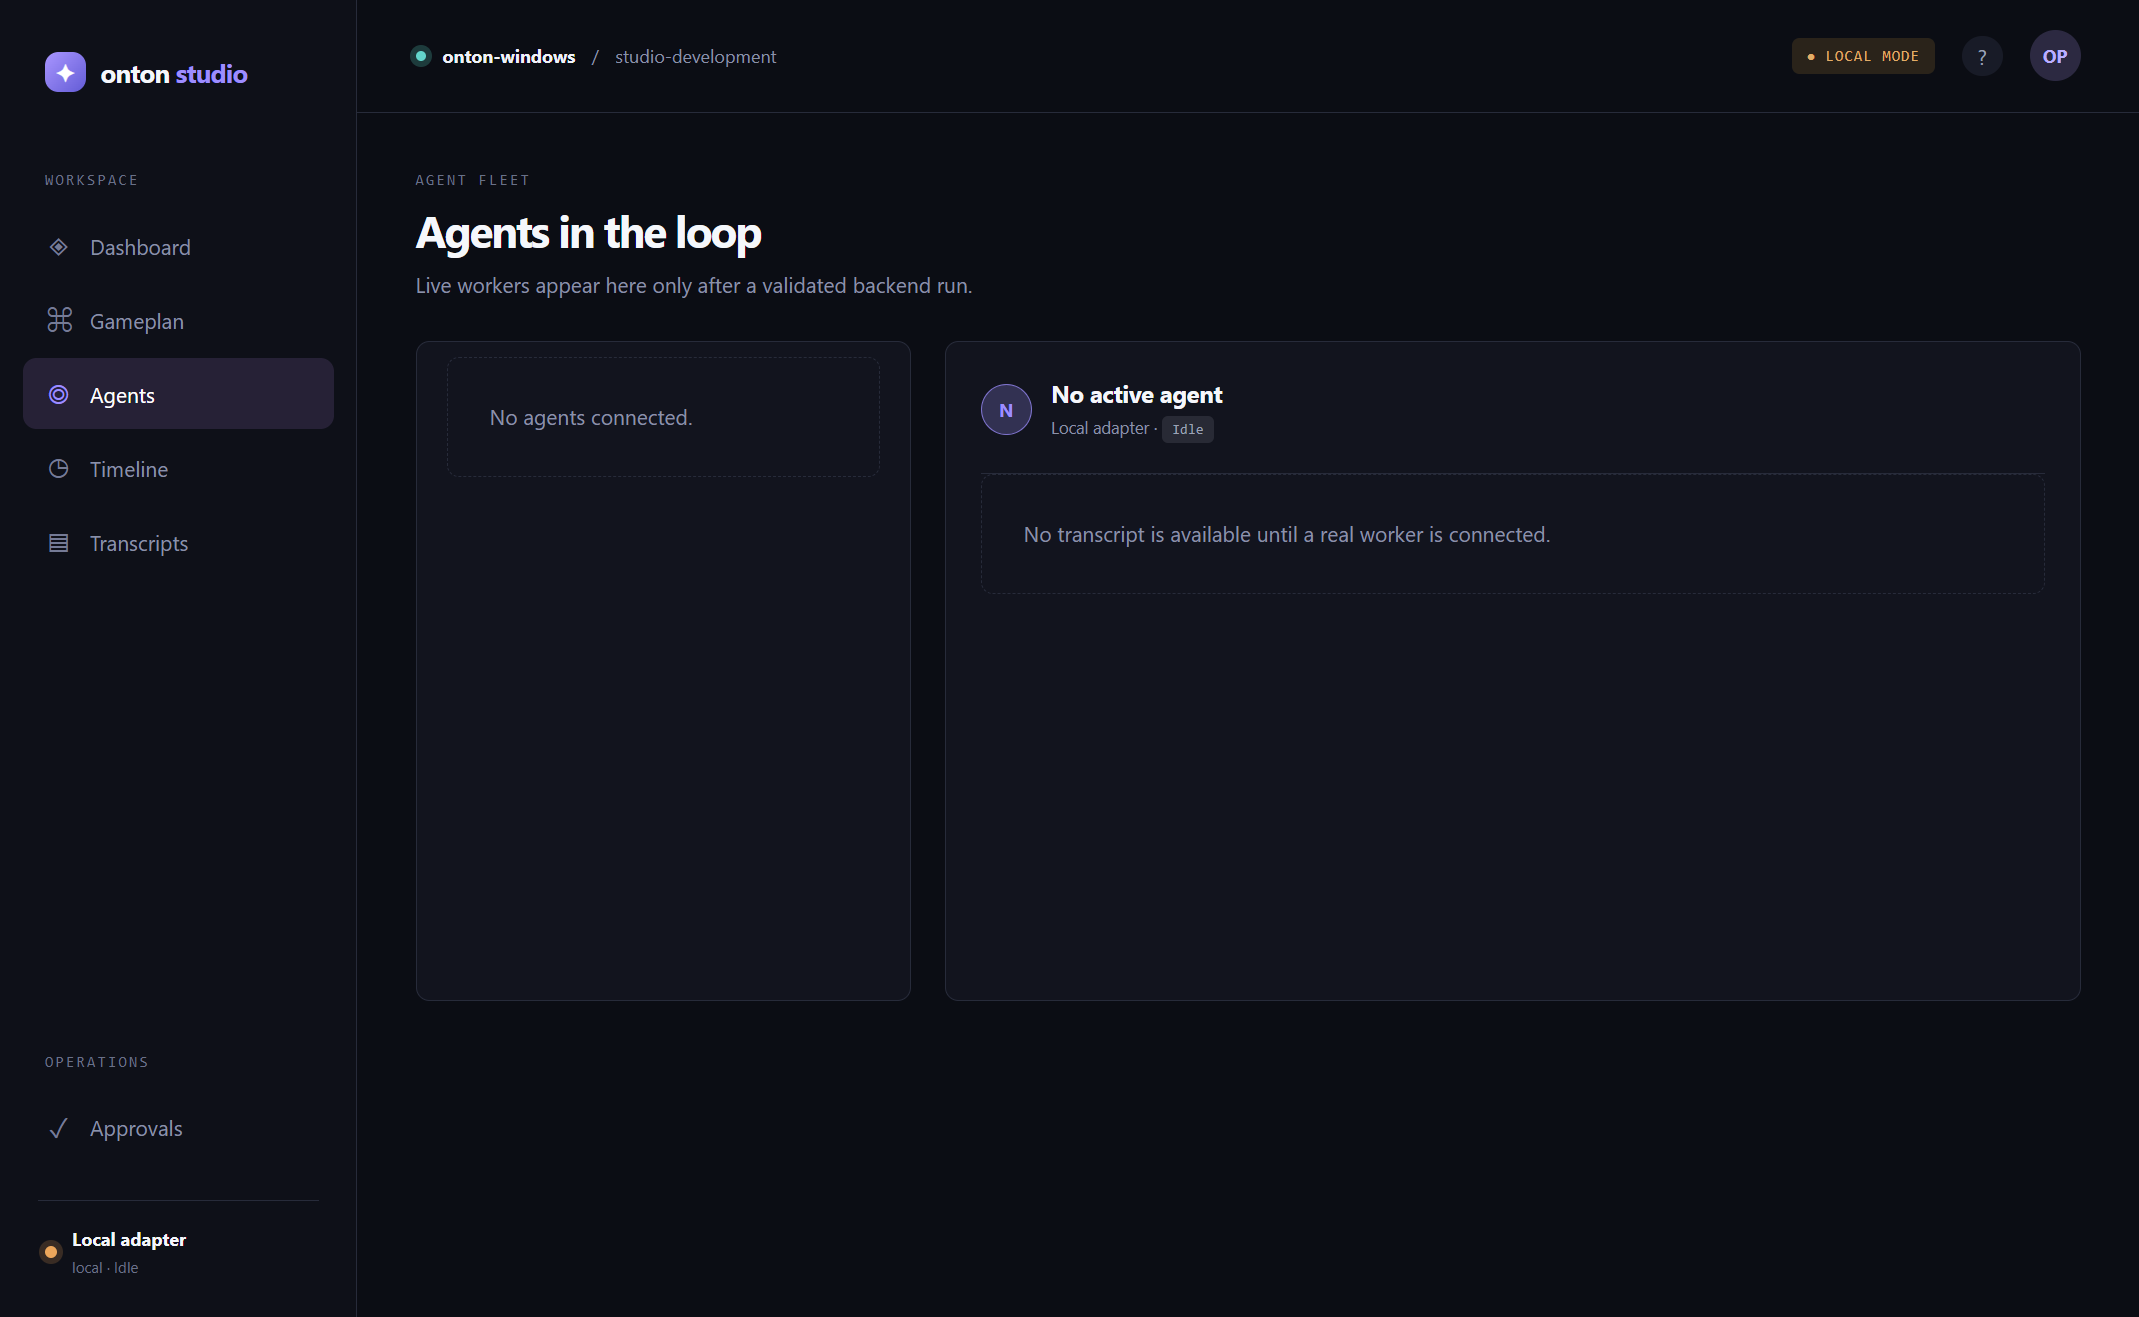 onton studio
WORKSPACE
Dashboard
Gameplan
Agents
Timeline
Transcripts
OPERATIONS
Approvals
Local adapter
local · Idle
onton-windows / studio-development
LOCAL MODE
?
OP
AGENT FLEET
Agents in the loop
Live workers appear here only after a validated backend run.
No agents connected.
N
No active agent
Local adapter · Idle
No transcript is available until a real worker is connected.